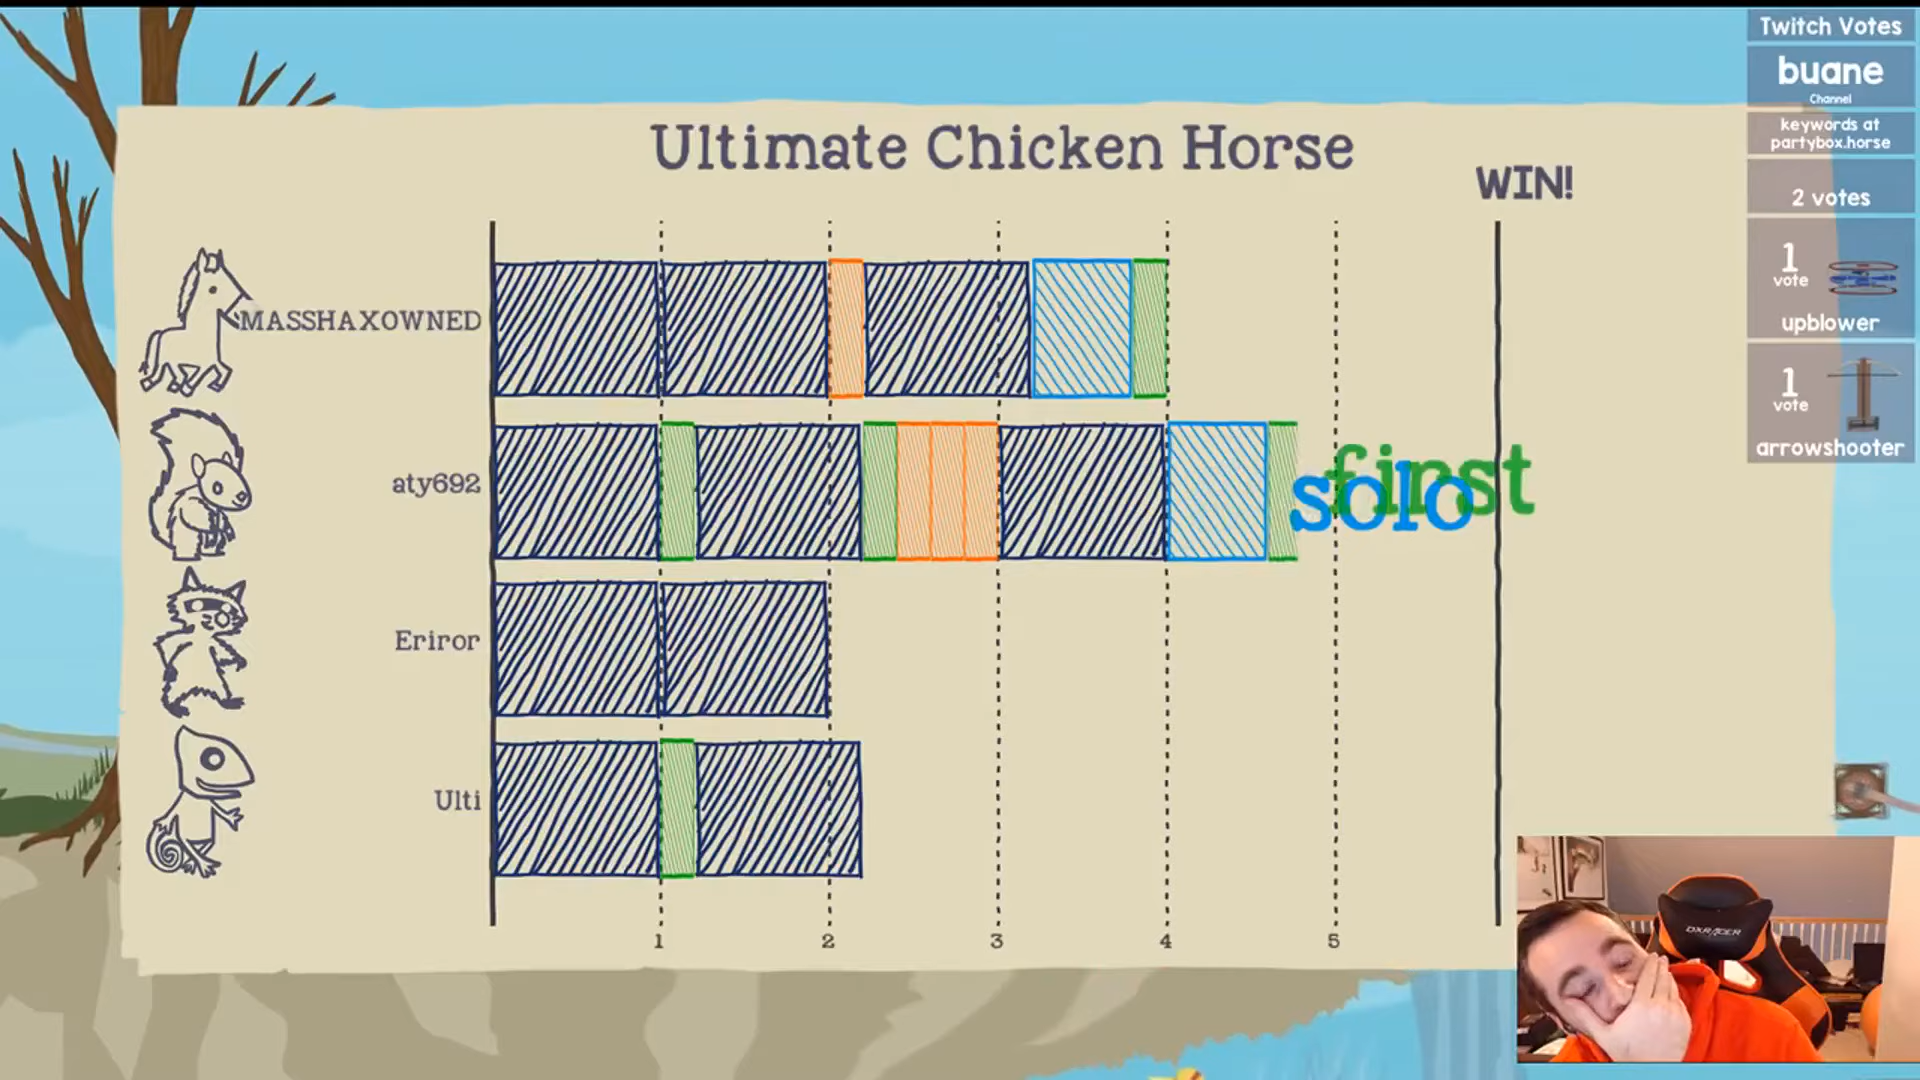 Ultimate Chicken Horse
WIN!
MASSHAXOWNED
aty692
first
solo
Eriror
Ulti
1 2 3 4 5
Twitch Votes
buane
Channel
keywords at
partybox.horse
2 votes
1
vote
upblower
1
vote
arrowshooter
DXRACER